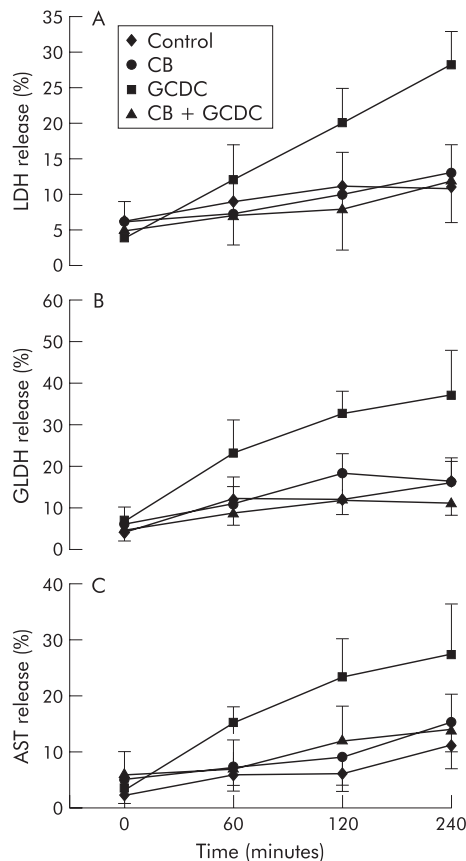 A
Control
CB
GCDC
CB + GCDC
LDH release (%)
35
30
25
20
15
10
5
0
B
GLDH release (%)
60
50
40
30
20
10
0
C
AST release (%)
40
30
20
10
0
0 60 120 240
Time (minutes)